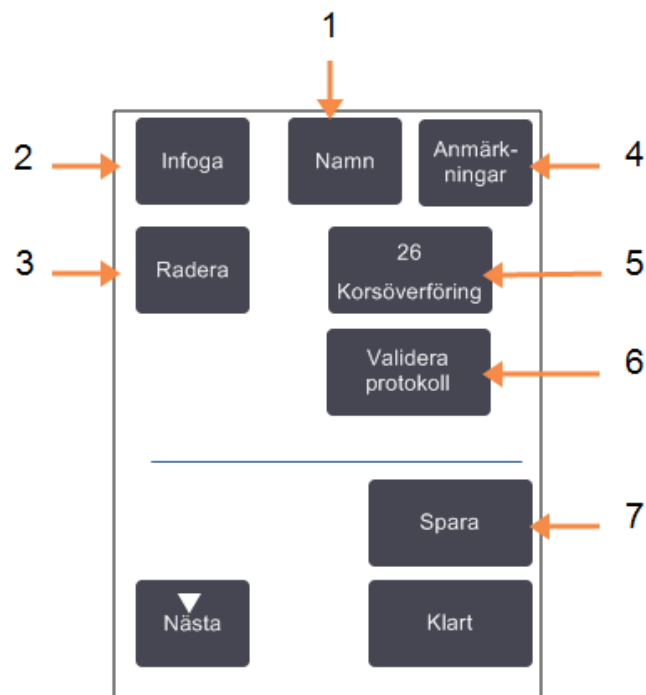 1
2
Infoga
Namn
Anmärk-
ningar
4
3
Radera
26
Korsöverföring
5
Validera
protokoll
6
Spara
7
Nästa
Klart